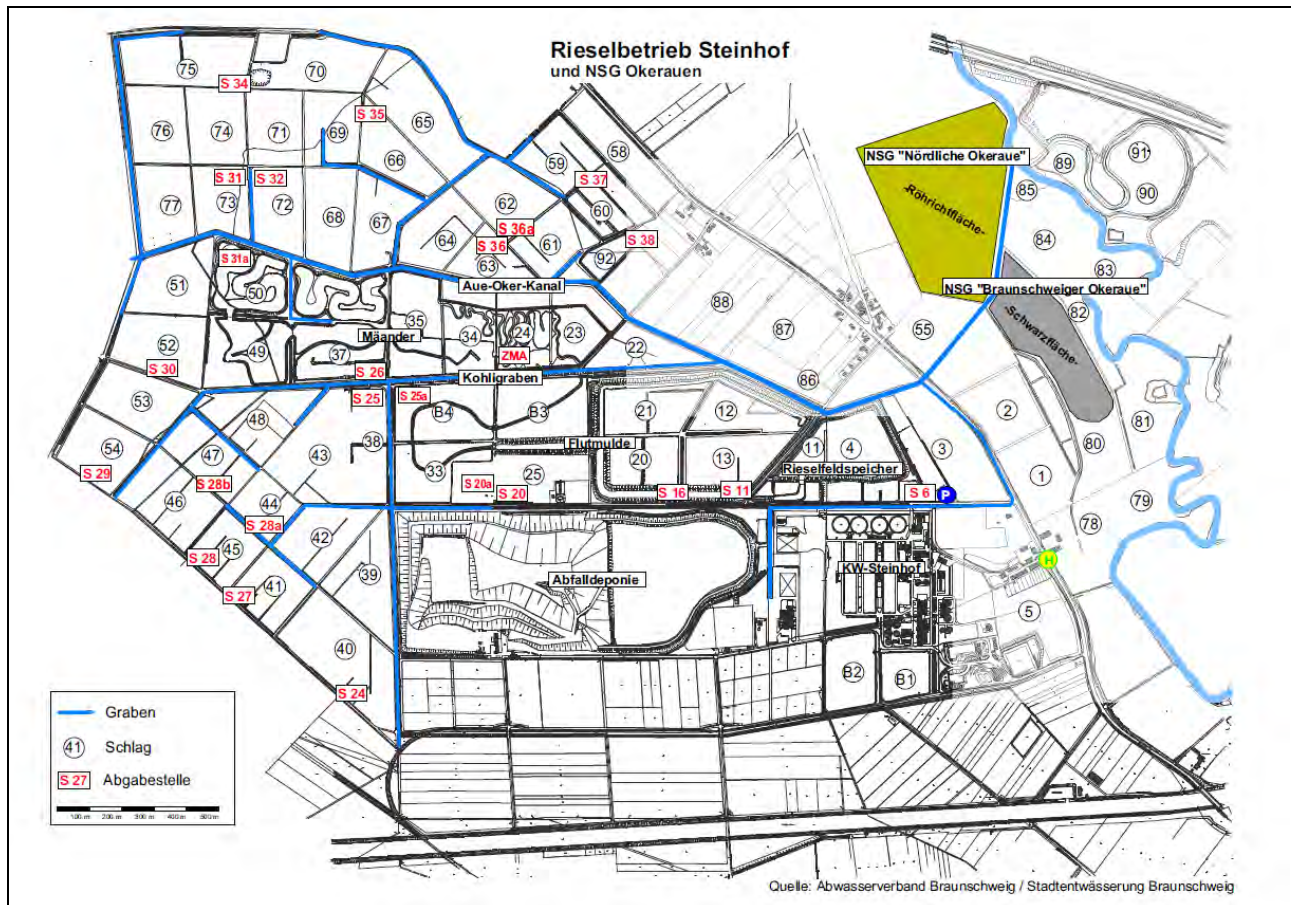 Rieselbetrieb Steinhof
und NSG Okerauen
75
70
S 34
S 35
65
76
74
71
69
66
58
59
NSG "Nördliche Okeraue"
89
91
90
85
S 31
S 32
S 37
77
73
72
68
67
62
60
-Röhrichtfläche-
84
64
S 36a
S 36
61
S 38
63
92
83
S 31a
51
50
Aue-Oker-Kanal
NSG "Braunschweiger Okeraue"
88
87
55
82
-Schwarzfläche-
35
34
24
23
Mäander
52
49
37
ZMA
22
S 30
S 26
Kohligraben
86
53
S 25
S 25a
48
B4
B3
21
12
2
81
54
47
43
38
Flutmulde
11
4
3
80
S 29
33
20
13
Rieselfeldspeicher
1
S 28b
25
46
44
S 20a
S 20
S 16
S 11
S 6
P
79
S 28a
78
S 28
45
42
39
H
S 27
41
Abfalldeponie
KW-Steinhof
5
40
B2
B1
S 24
Graben
41
Schlag
S 27
Abgabestelle
100 m 200 m 300 m 400 m 500 m
Quelle: Abwasserverband Braunschweig / Stadtentwässerung Braunschweig